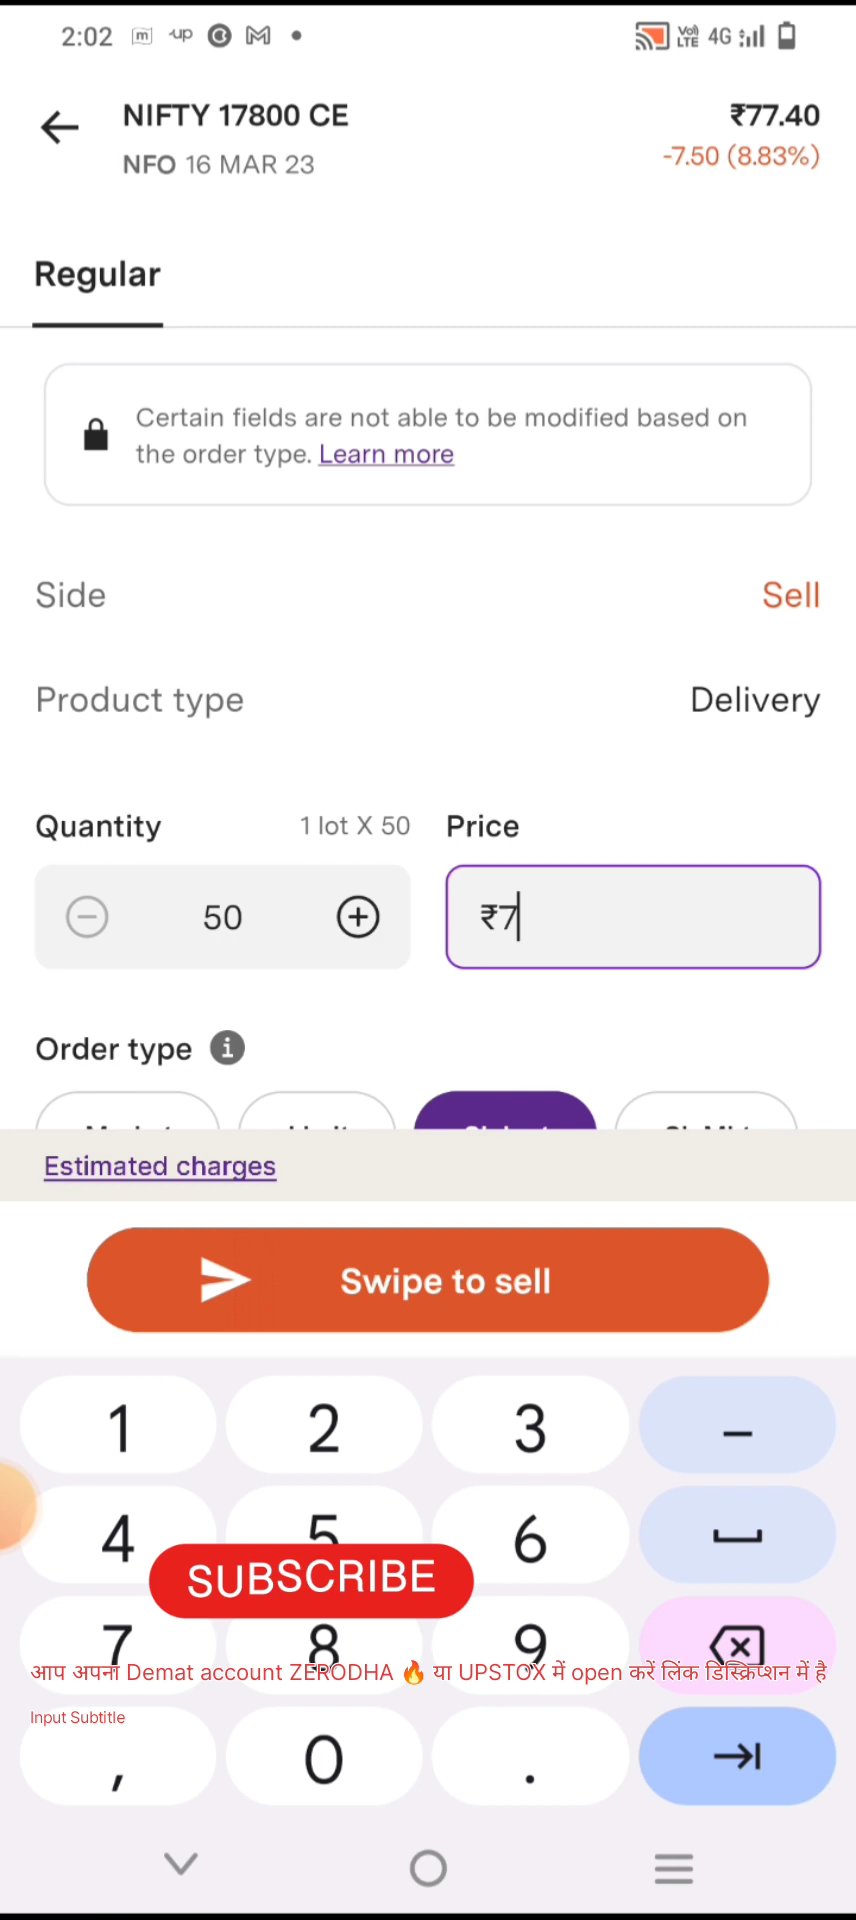 2:02 m up M Vo) LTE 4G
NIFTY 17800 CE ₹77.40
NFO 16 MAR 23 -7.50 (8.83%)
Regular
Certain fields are not able to be modified based on
the order type. Learn more
Side Sell
Product type Delivery
Quantity 1 lot X 50 Price
50 ₹7
Order type i
Estimated charges
Swipe to sell
1 2 3 –
4 5 6
SUBSCRIBE
7 8 9
आप अपना Demat account ZERODHA 🔥 या UPSTOX में open करें लिंक डिस्क्रिप्शन में है
Input Subtitle
, 0 .